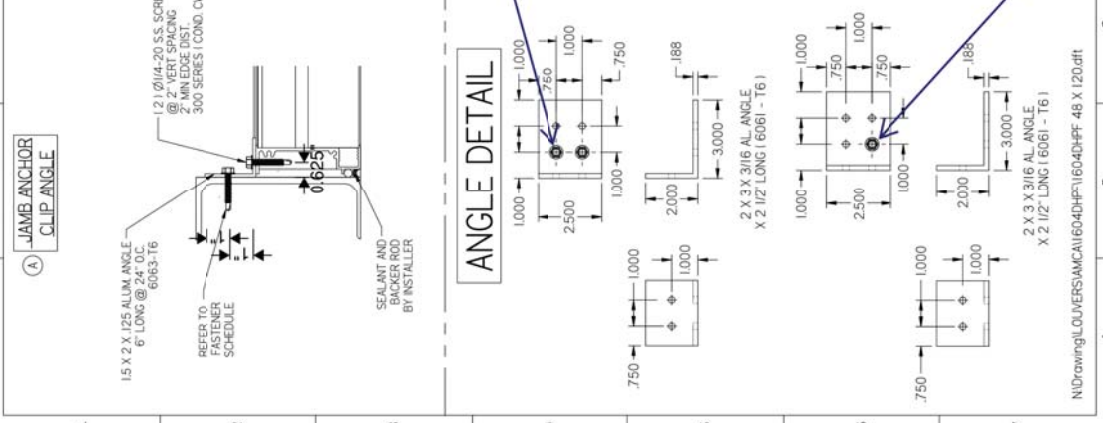 A
JAMB ANCHOR
CLIP ANGLE
1.5 X 2 X .125 ALUM. ANGLE
6" LONG @ 24" O.C.
6063-T6
REFER TO
FASTENER
SCHEDULE
( 2 ) Ø1/4-20 S.S.
@ 2" VERT SPACING
2" MIN EDGE DIST.
300 SERIES ( COND.
0.625"
1"
1"
SEALANT AND
BACKER ROD
BY INSTALLER
ANGLE DETAIL
1.000
.750
1.000
.750
1.000
2.500
1.000
.188
2.000
3.000
2 X 3 X 3/16 AL. ANGLE
X 2 1/2" LONG ( 6061 - T6 )
1.000
1.000
.750
1.000
.750
1.000
.750
2.500
1.000
.188
2.000
3.000
2 X 3 X 3/16 AL. ANGLE
X 2 1/2" LONG ( 6061 - T6 )
1.000
1.000
.750
N:\Drawing\LOUVERS\AMCA\1604DHPF\1604DHPF 48 X 120.dft